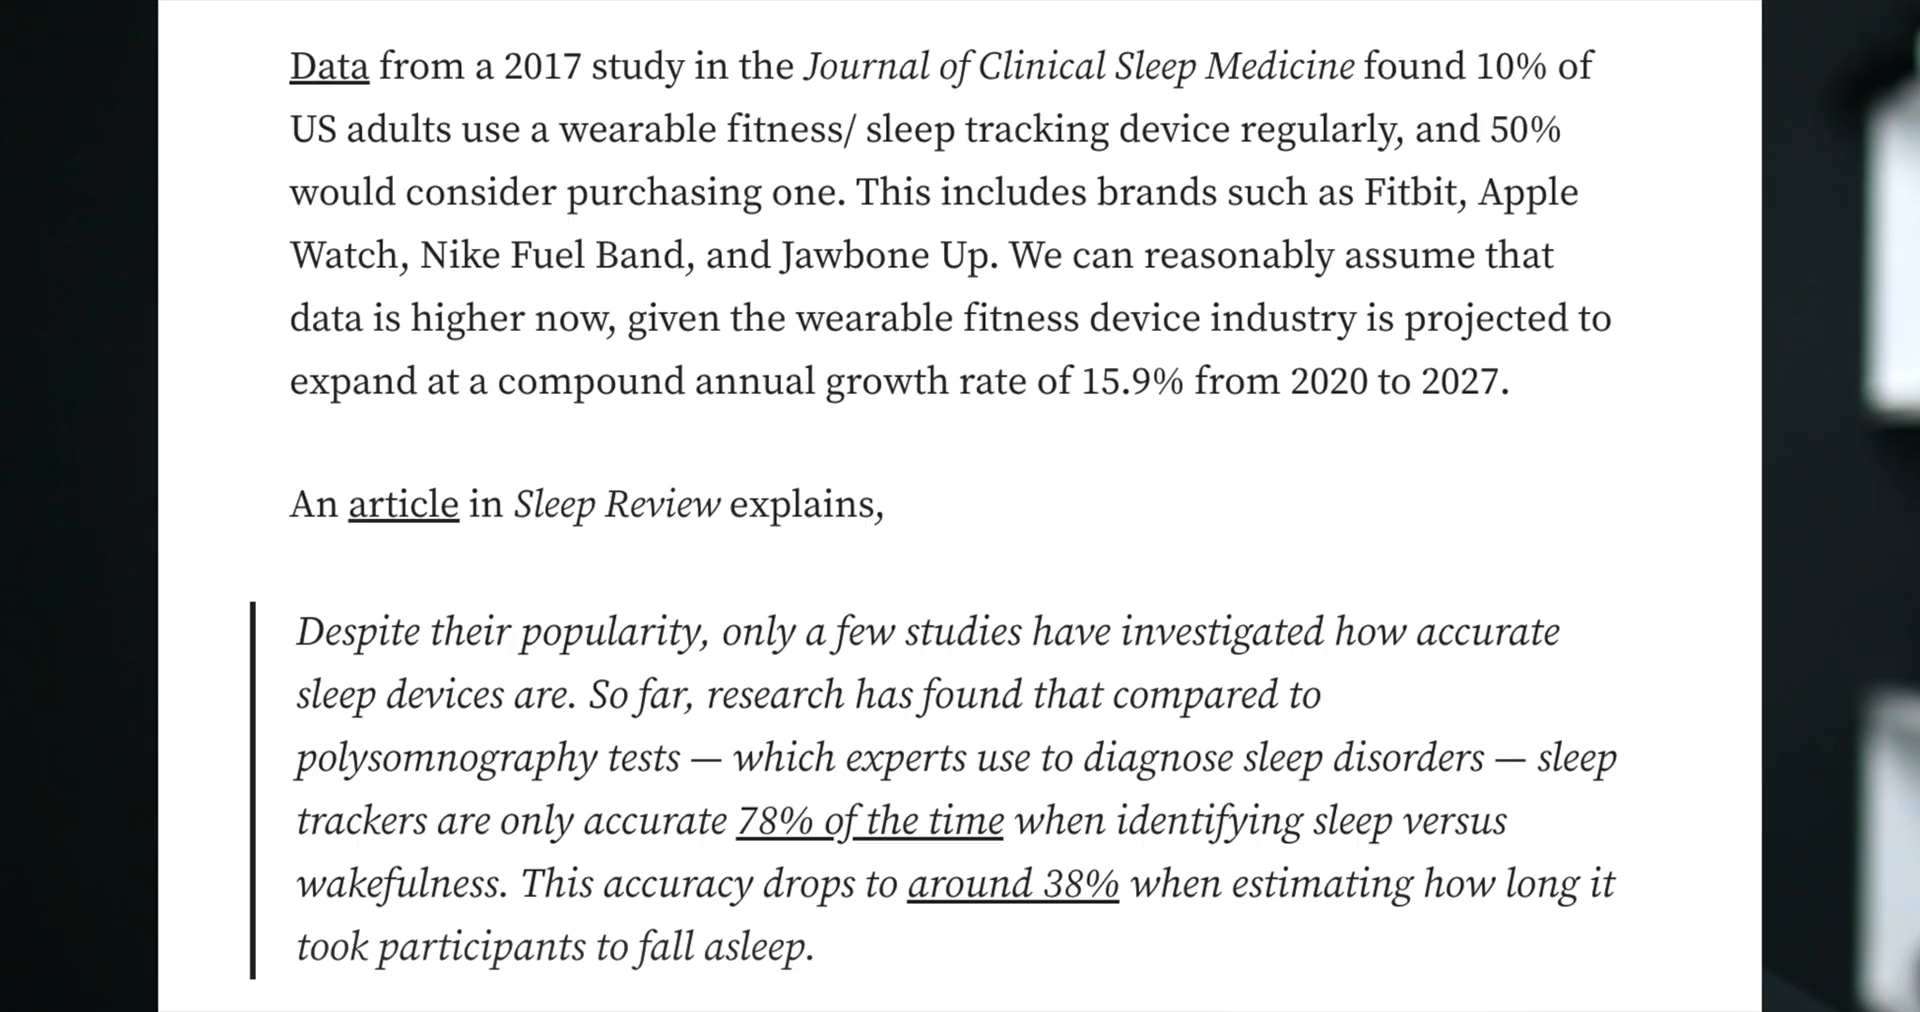 Data from a 2017 study in the Journal of Clinical Sleep Medicine found 10% of
US adults use a wearable fitness/ sleep tracking device regularly, and 50%
would consider purchasing one. This includes brands such as Fitbit, Apple
Watch, Nike Fuel Band, and Jawbone Up. We can reasonably assume that
data is higher now, given the wearable fitness device industry is projected to
expand at a compound annual growth rate of 15.9% from 2020 to 2027.
An article in Sleep Review explains,
Despite their popularity, only a few studies have investigated how accurate
sleep devices are. So far, research has found that compared to
polysomnography tests — which experts use to diagnose sleep disorders — sleep
trackers are only accurate 78% of the time when identifying sleep versus
wakefulness. This accuracy drops to around 38% when estimating how long it
took participants to fall asleep.